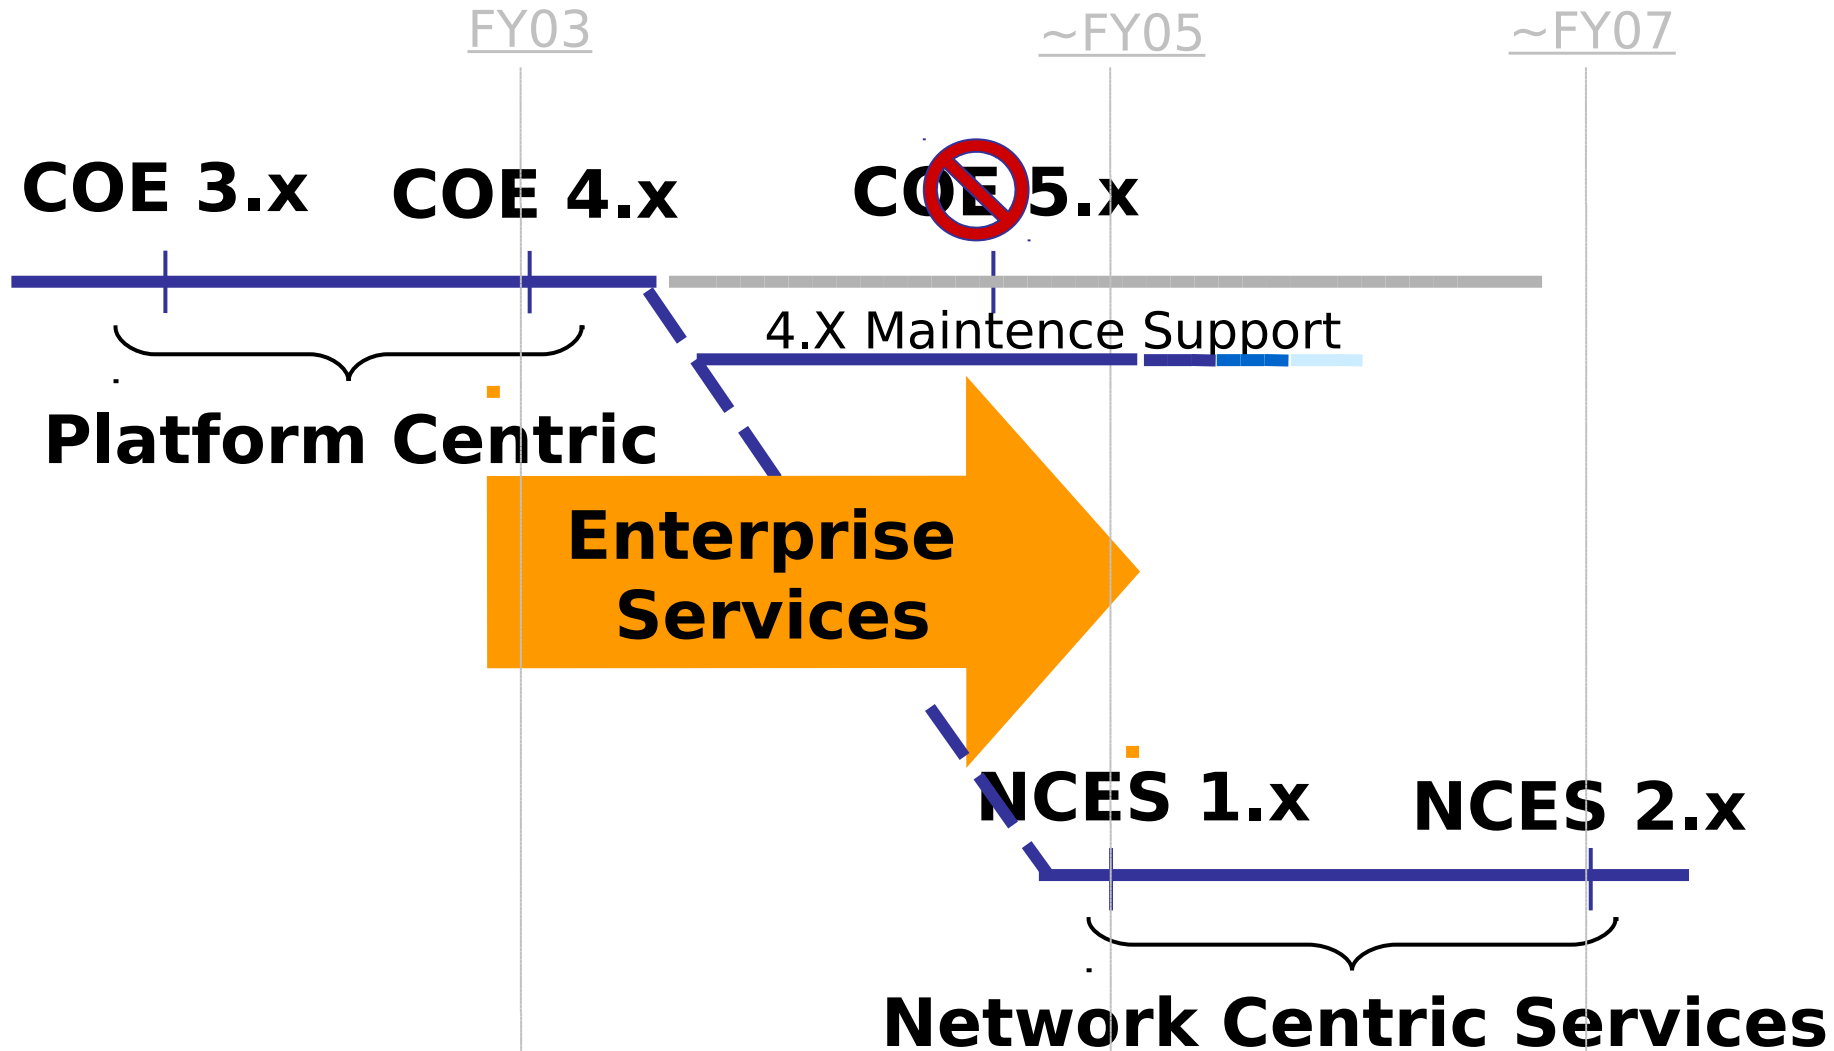 FY03
~FY05
~FY07
COE 3.x
COE 4.x
COE 5.x
4.X Maintence Support
Platform Centric
Enterprise
Services
NCES 1.x
NCES 2.x
Network Centric Services